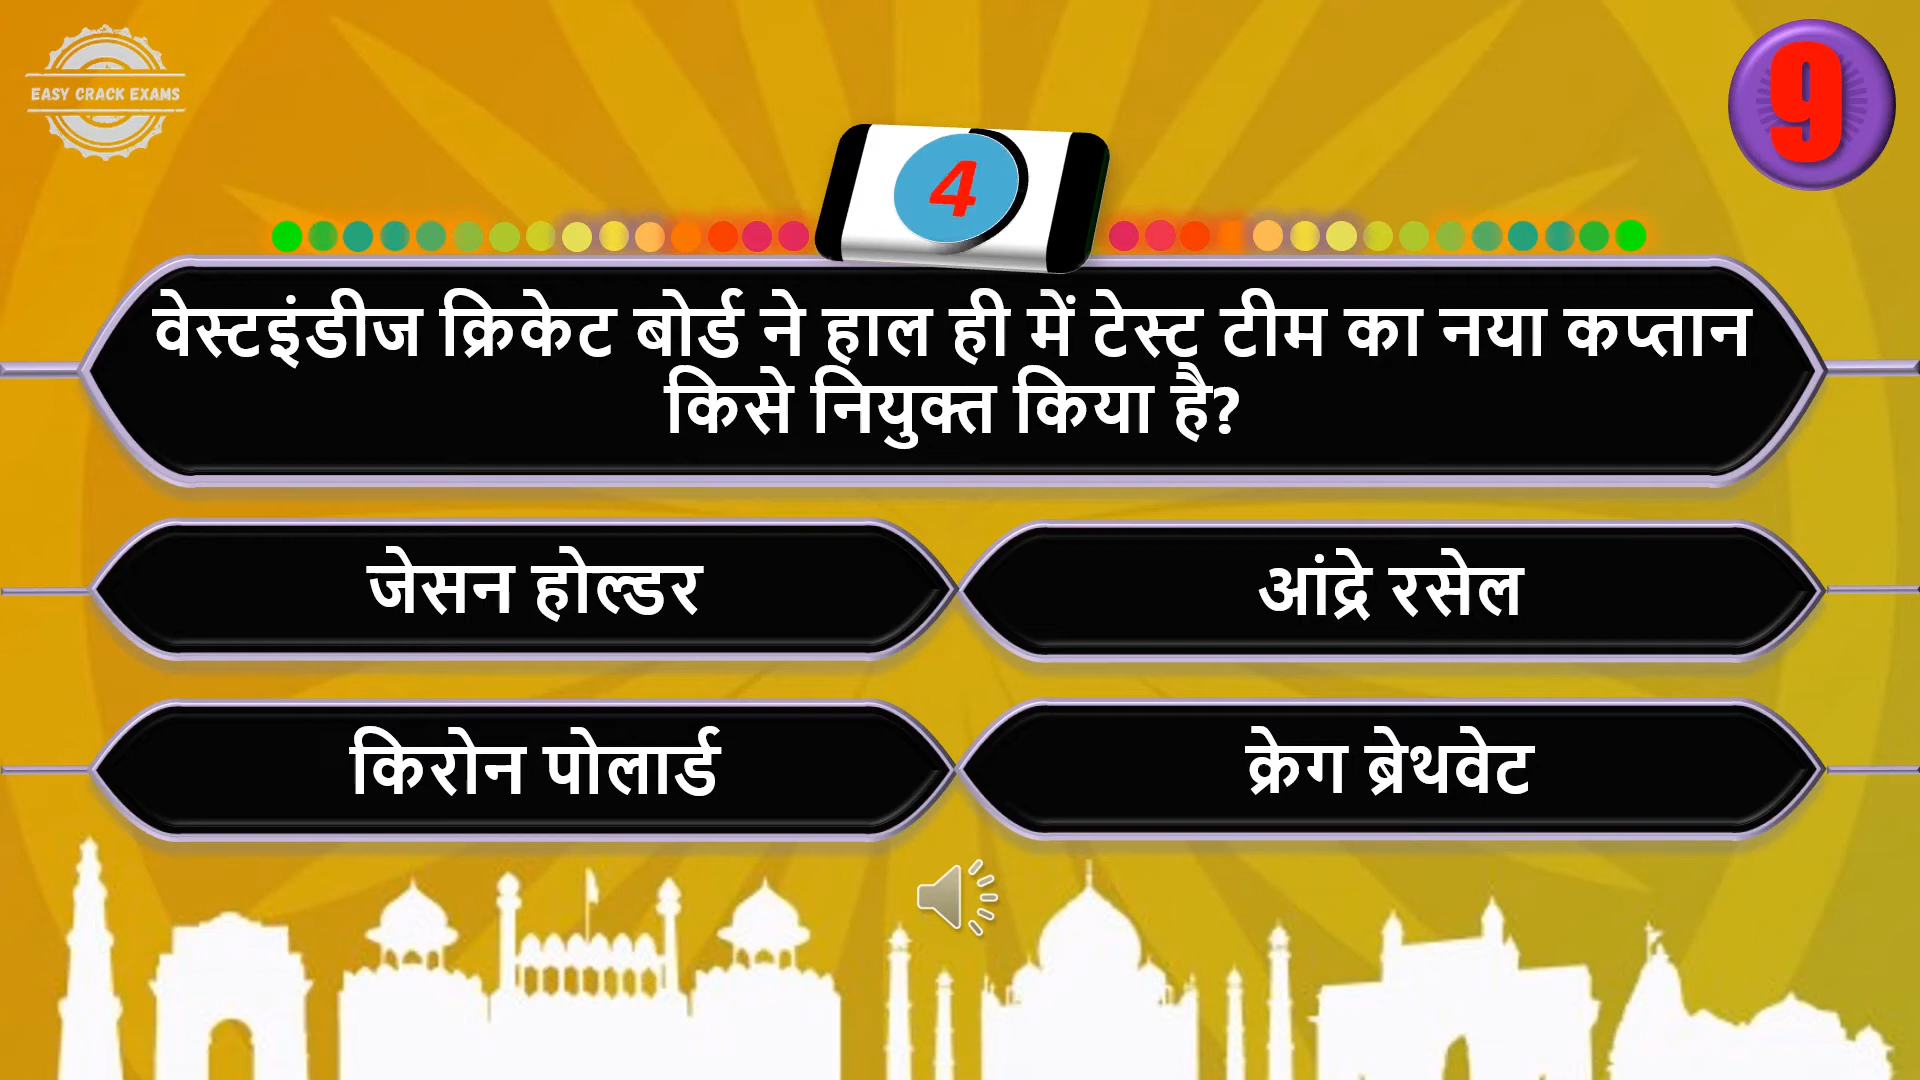 EASY CRACK EXAMS
9
4
वेस्टइंडीज क्रिकेट बोर्ड ने हाल ही में टेस्ट टीम का नया कप्तान
किसे नियुक्त किया है?
जेसन होल्डर
आंद्रे रसेल
किरोन पोलार्ड
क्रेग ब्रेथवेट